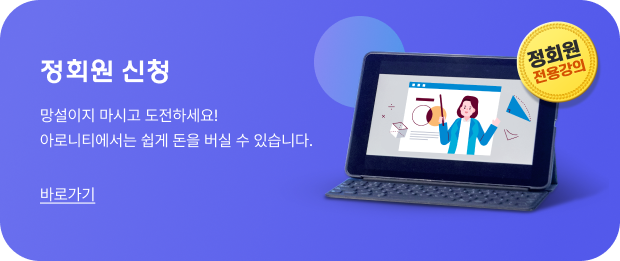 정회원 신청
망설이지 마시고 도전하세요!
아로니티에서는 쉽게 돈을 버실 수 있습니다.
바로가기
정회원
전용강의